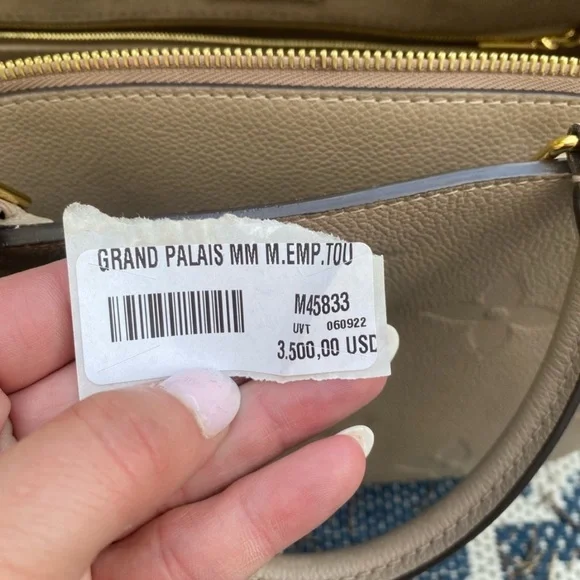 GRAND PALAIS MM M.EMP.TOU
M45833
UVT 060922
3.500,00 USD